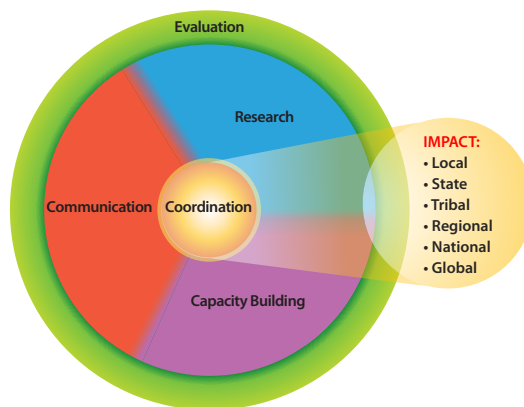 Evaluation
Research
Communication
Coordination
Capacity Building
IMPACT:
• Local
• State
• Tribal
• Regional
• National
• Global